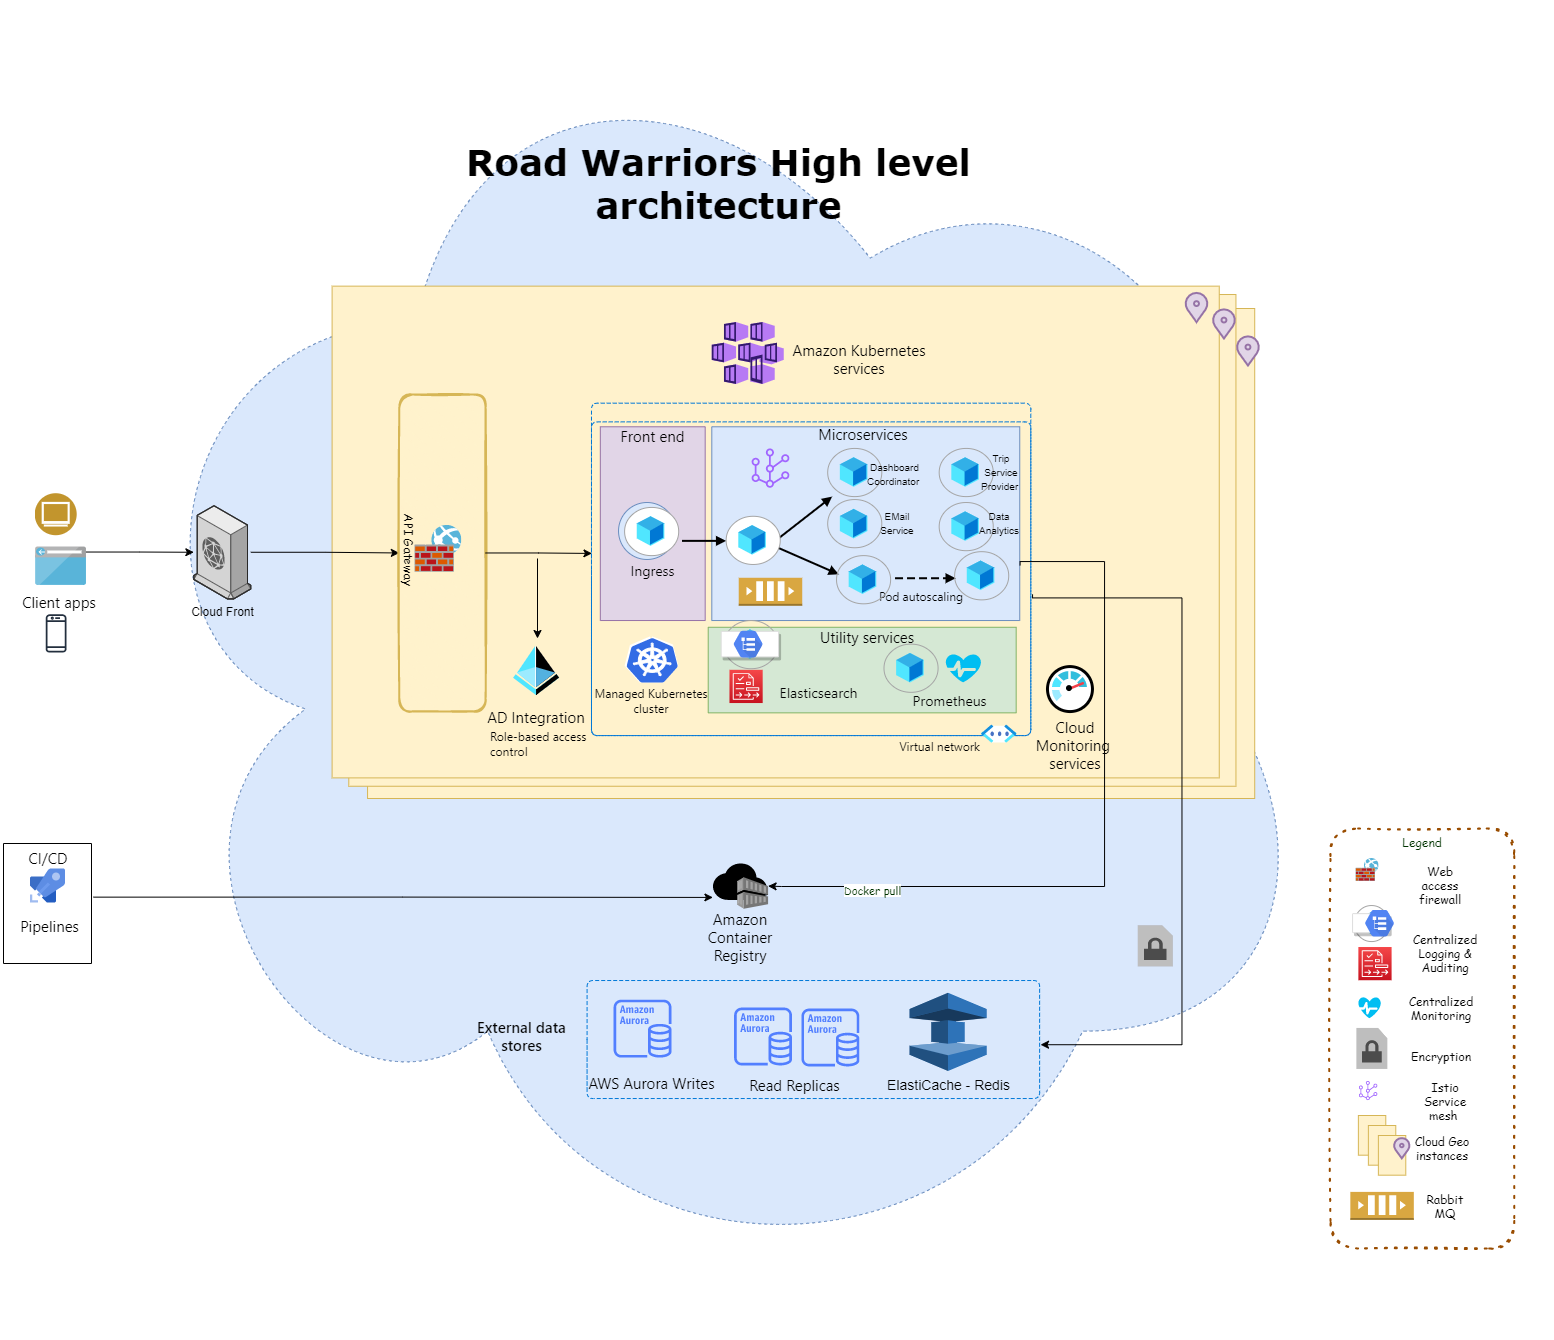 Road Warriors High level
architecture
Amazon Kubernetes
services
Client apps
Cloud Front
API Gateway
AD Integration
Role-based access
control
Front end
Ingress
Microservices
Dashboard
Coordinator
Trip
Service
Provider
EMail
Service
Data
Analytics
Pod autoscaling
Managed Kubernetes
cluster
Utility services
Elasticsearch
Prometheus
Virtual network
Cloud
Monitoring
services
CI/CD
Pipelines
Docker pull
Amazon
Container
Registry
External data
stores
Amazon
Aurora
AWS Aurora Writes
Amazon
Aurora
Amazon
Aurora
Read Replicas
ElastiCache - Redis
Legend
Web
access
firewall
Centralized
Logging &
Auditing
Centralized
Monitoring
Encryption
Istio
Service
mesh
Cloud Geo
instances
Rabbit
MQ